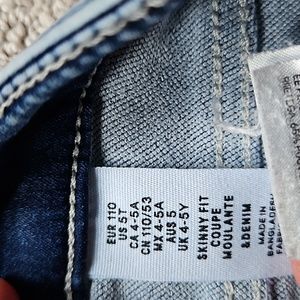 EUR 110
US 5T
CA 4-5A
CN 110/53
MX 4-5A
AUS 5
UK 4-5Y
SKINNY FIT
COUPE
MOULANTE
&DENIM
MADE IN
BANGLADESH